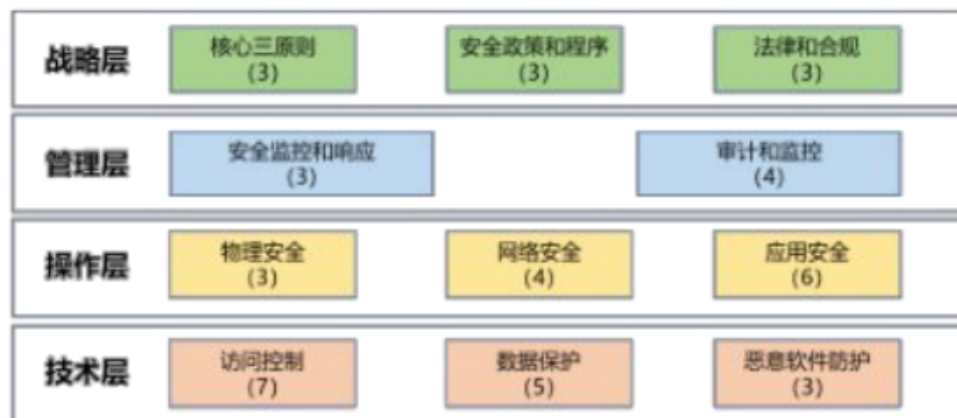 战略层
核心三原则
(3)
安全政策和程序
(3)
法律和合规
(3)
管理层
安全监控和响应
(3)
审计和监控
(4)
操作层
物理安全
(3)
网络安全
(4)
应用安全
(6)
技术层
访问控制
(7)
数据保护
(5)
恶意软件防护
(3)